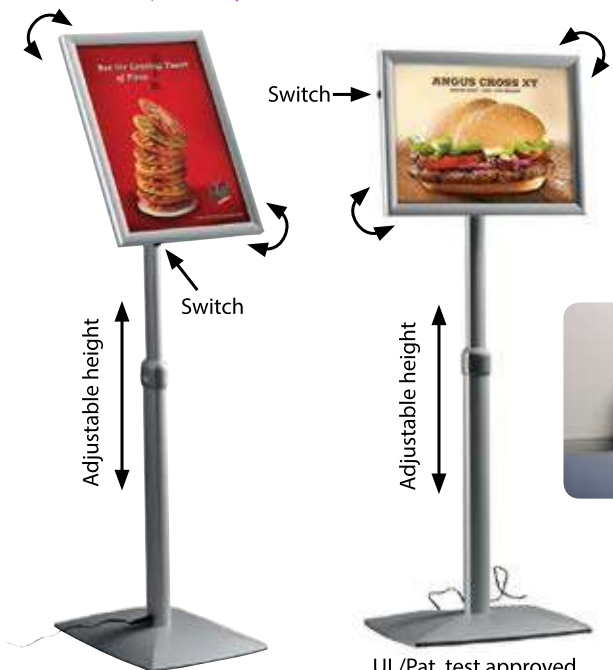 Switch
ANGUS CROSS XT
Switch
Adjustable height
Adjustable height
UL/Pat. test approved